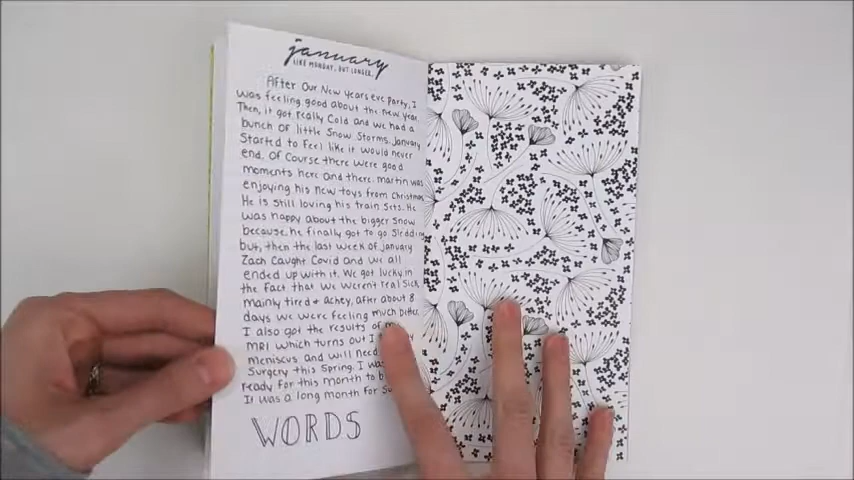 january
LIKE MONDAY, BUT LONGER.
After Our New Years eve Party, I
was feeling good about the new year.
Then, it got really Cold and we had a
bunch of little Snow Storms. January
Started to Feel like it would never
end. Of Course there were good
moments here and there. Martin was
enjoying his new toys from Christmas
He is still loving his train Sets. He
was happy about the bigger Snow
because he finally got to go Sledding
but, then the last week of January
Zach Caught Covid and we all
ended up with it. We got lucky in
the fact that we weren't real Sick
mainly tired + achey, after about 8
days we were feeling much better.
I also got the results of
MRI which turns out I
meniscus and will need
Surgery this Spring. I was
ready for this month to
It was a long month for
WORDS